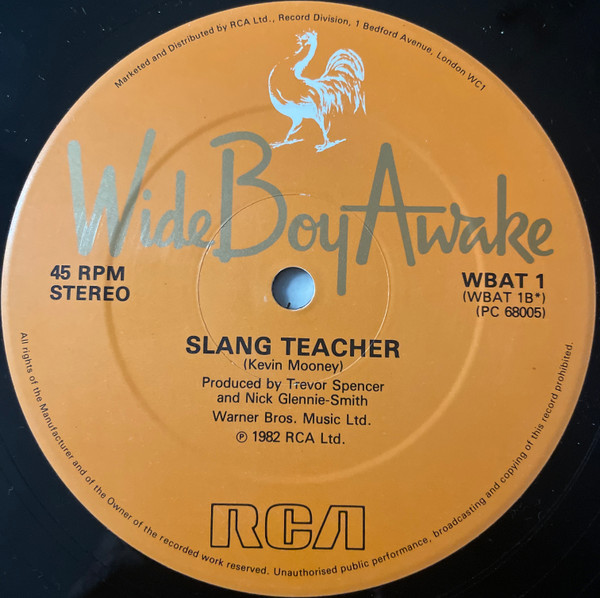 Marketed and Distributed by RCA Ltd., Record Division, 1 Bedford Avenue, London WC1
Wide Boy Awake
45 RPM
STEREO
WBAT 1
(WBAT 1B*)
(PC 68005)
SLANG TEACHER
(Kevin Mooney)
Produced by Trevor Spencer
and Nick Glennie-Smith
Warner Bros. Music Ltd.
℗ 1982 RCA Ltd.
RCA
All rights of the Manufacturer and of the Owner of the recorded work reserved. Unauthorised public performance, broadcasting and copying of this record prohibited.